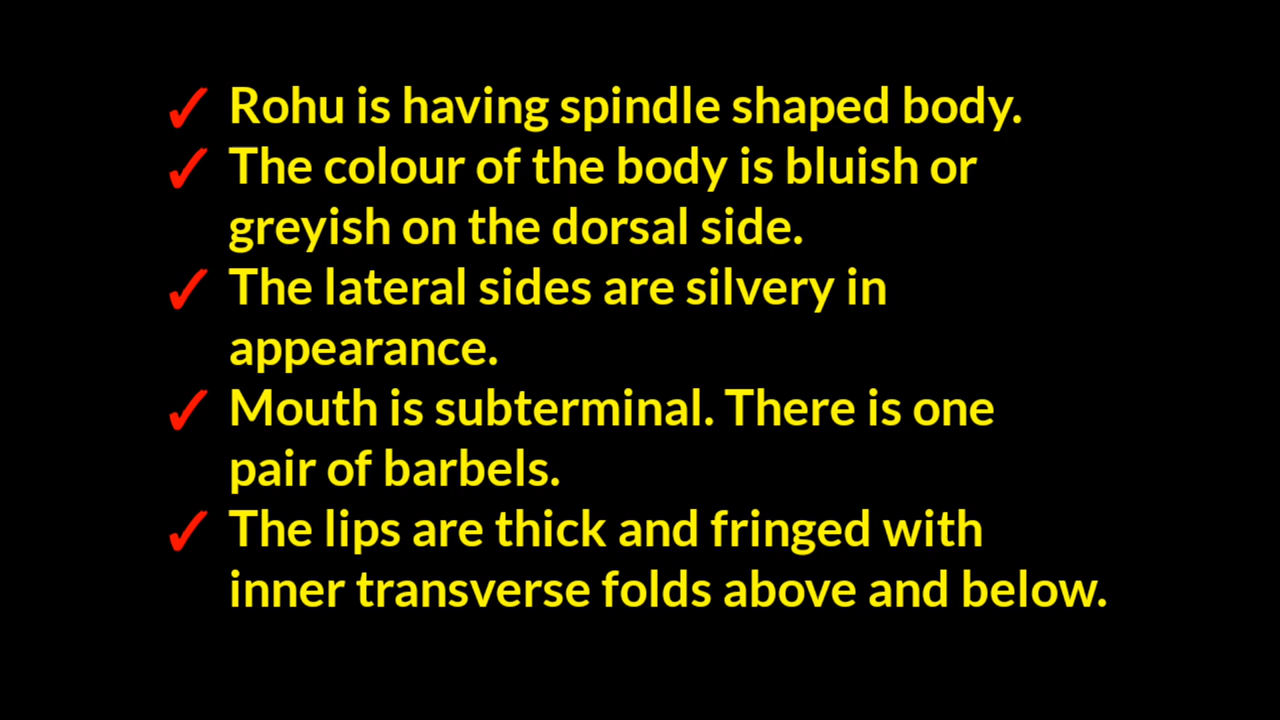 ✓ Rohu is having spindle shaped body.
✓ The colour of the body is bluish or
greyish on the dorsal side.
✓ The lateral sides are silvery in
appearance.
✓ Mouth is subterminal. There is one
pair of barbels.
✓ The lips are thick and fringed with
inner transverse folds above and below.